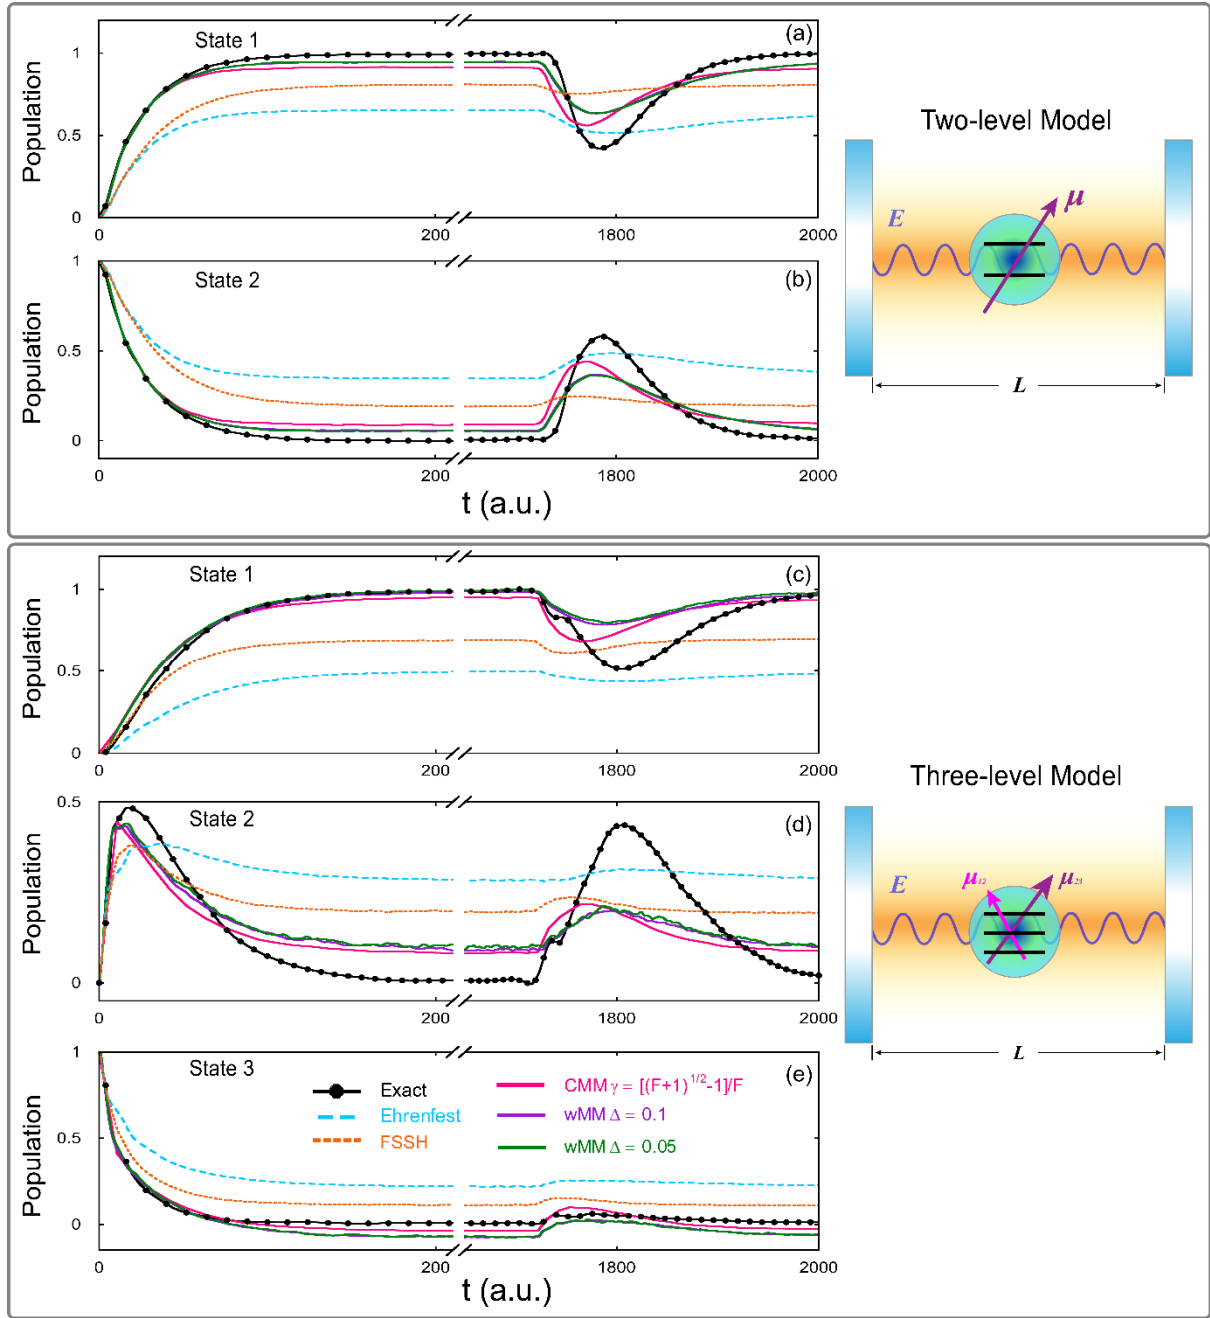 (a)
State 1
Population
1
0.5
0
0
200
1800
2000
(b)
State 2
Population
1
0.5
0
0
200
1800
2000
t (a.u.)
Two-level Model
E
μ
L
(c)
State 1
Population
1
0.5
0
0
200
1800
2000
(d)
State 2
Population
0.5
0
0
200
1800
2000
(e)
State 3
Population
1
0.5
0
0
200
1800
2000
t (a.u.)
Exact
Ehrenfest
FSSH
CMM γ = [(F+1)^1/2-1]/F
wMM Δ = 0.1
wMM Δ = 0.05
Three-level Model
E
μ12
μ23
L